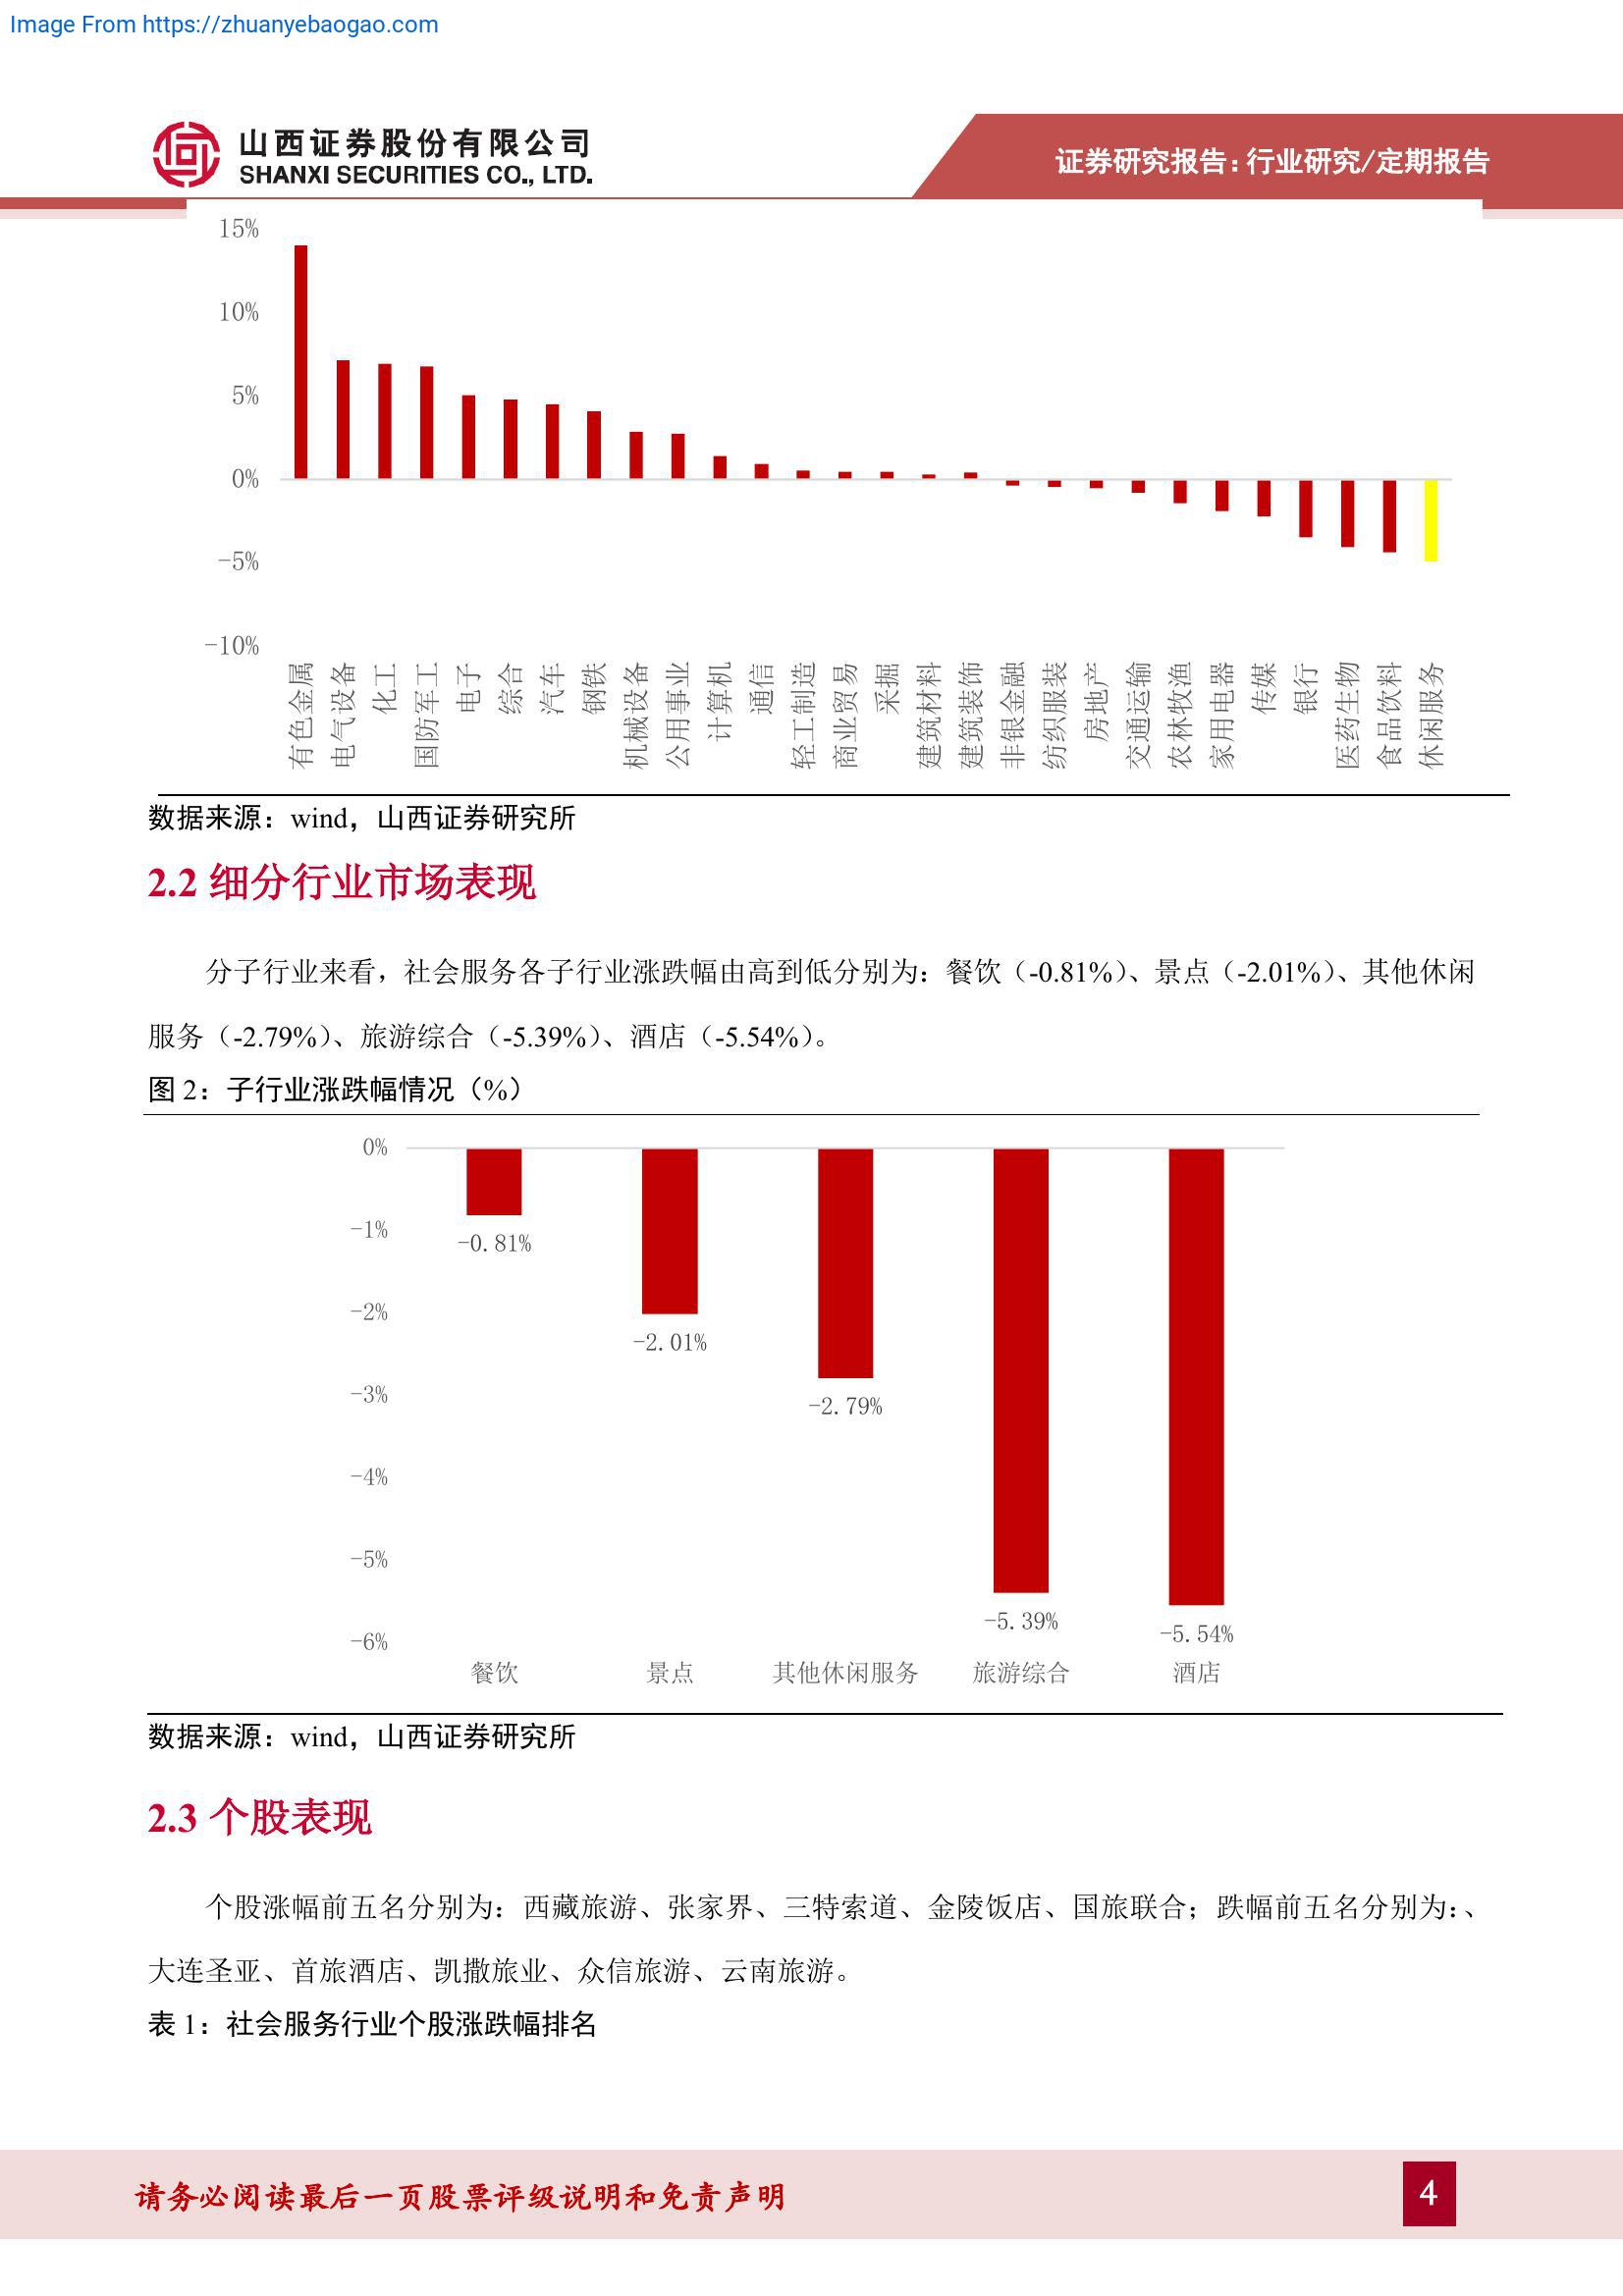 Image From https://zhuanyebaogao.com
山西证券股份有限公司
SHANXI SECURITIES CO., LTD.
证券研究报告：行业研究/定期报告
15%
10%
5%
0%
-5%
-10%
有色金属
电气设备
化工
国防军工
电子
综合
汽车
钢铁
机械设备
公用事业
计算机
通信
轻工制造
商业贸易
采掘
建筑材料
建筑装饰
非银金融
纺织服装
房地产
交通运输
农林牧渔
家用电器
传媒
银行
医药生物
食品饮料
休闲服务
数据来源：wind，山西证券研究所
2.2 细分行业市场表现
分子行业来看，社会服务各子行业涨跌幅由高到低分别为：餐饮（-0.81%）、景点（-2.01%）、其他休闲
服务（-2.79%）、旅游综合（-5.39%）、酒店（-5.54%）。
图 2：子行业涨跌幅情况（%）
0%
-1%
-2%
-3%
-4%
-5%
-6%
-0.81%
-2.01%
-2.79%
-5.39%
-5.54%
餐饮
景点
其他休闲服务
旅游综合
酒店
数据来源：wind，山西证券研究所
2.3 个股表现
个股涨幅前五名分别为：西藏旅游、张家界、三特索道、金陵饭店、国旅联合；跌幅前五名分别为：、
大连圣亚、首旅酒店、凯撒旅业、众信旅游、云南旅游。
表 1：社会服务行业个股涨跌幅排名
请务必阅读最后一页股票评级说明和免责声明
4